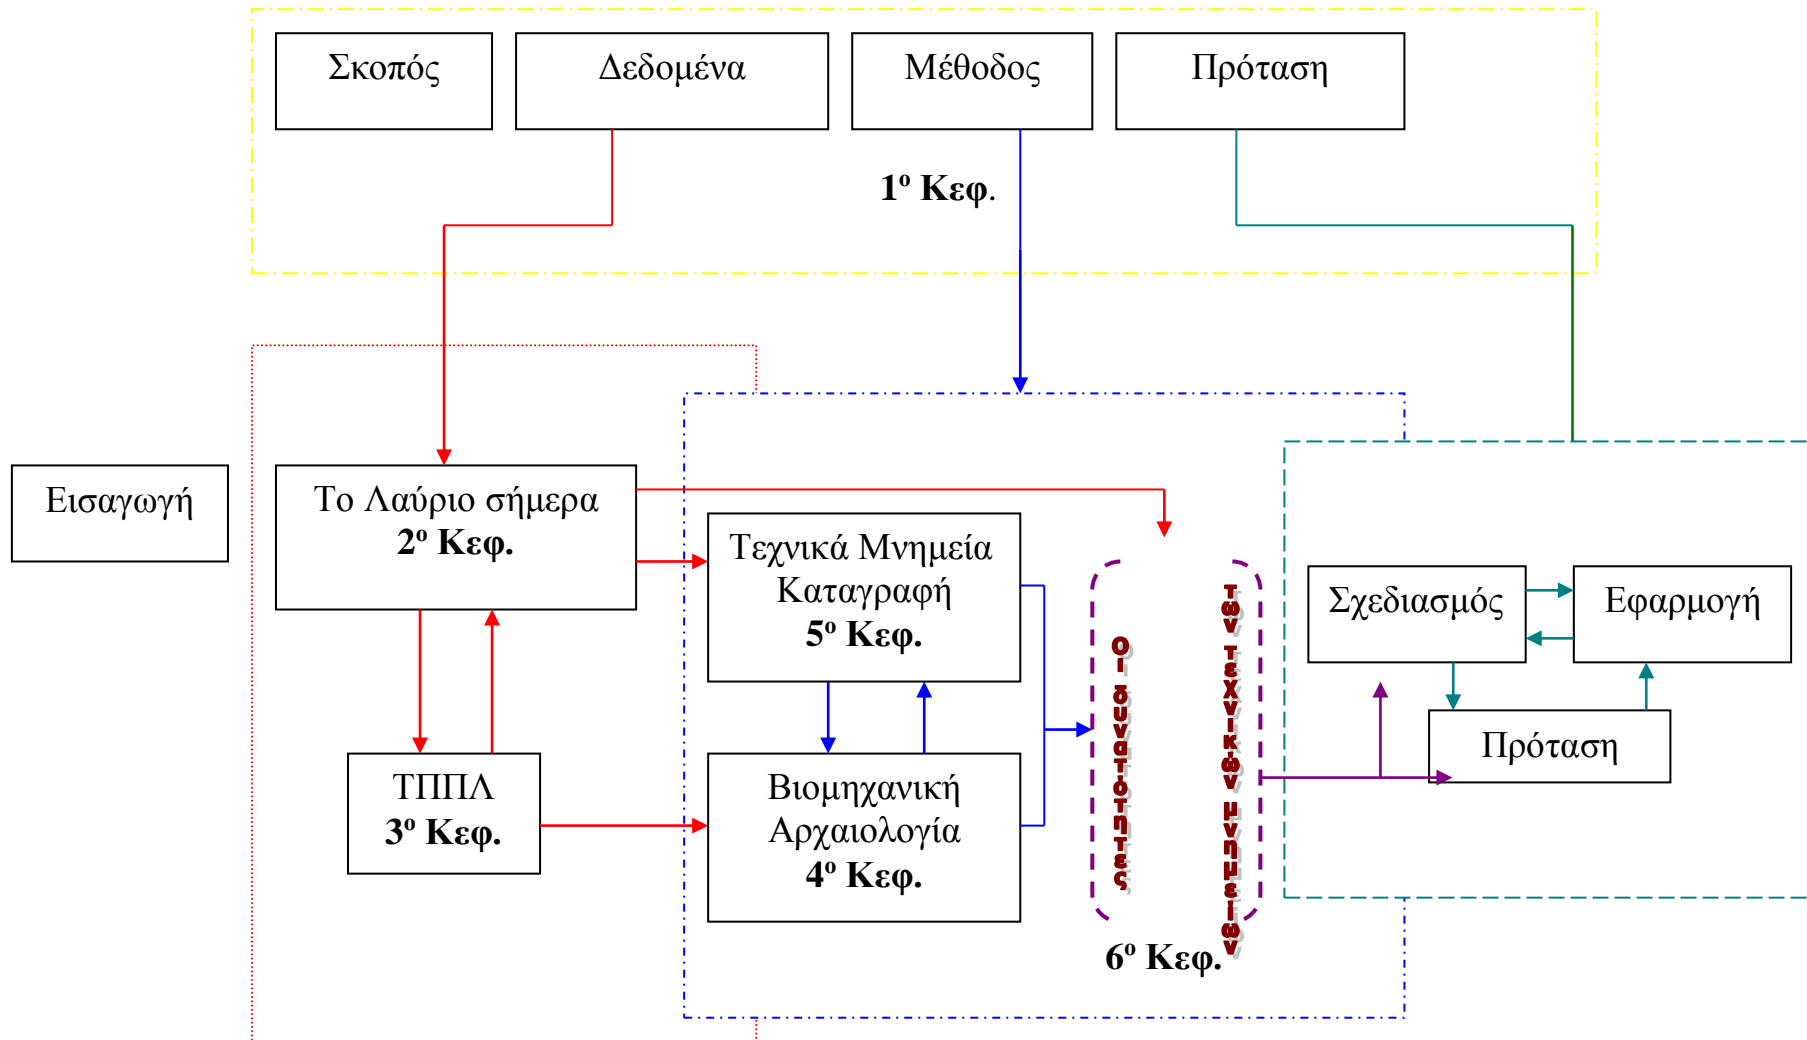 Σκοπός
Δεδομένα
Μέθοδος
Πρόταση
1ο Κεφ.
Εισαγωγή
Το Λαύριο σήμερα
2ο Κεφ.
Τεχνικά Μνημεία
Καταγραφή
5ο Κεφ.
ΤΠΠΛ
3ο Κεφ.
Βιομηχανική
Αρχαιολογία
4ο Κεφ.
Οι δυνατότητες
των τεχνικών μνημείων
6ο Κεφ.
Σχεδιασμός
Εφαρμογή
Πρόταση